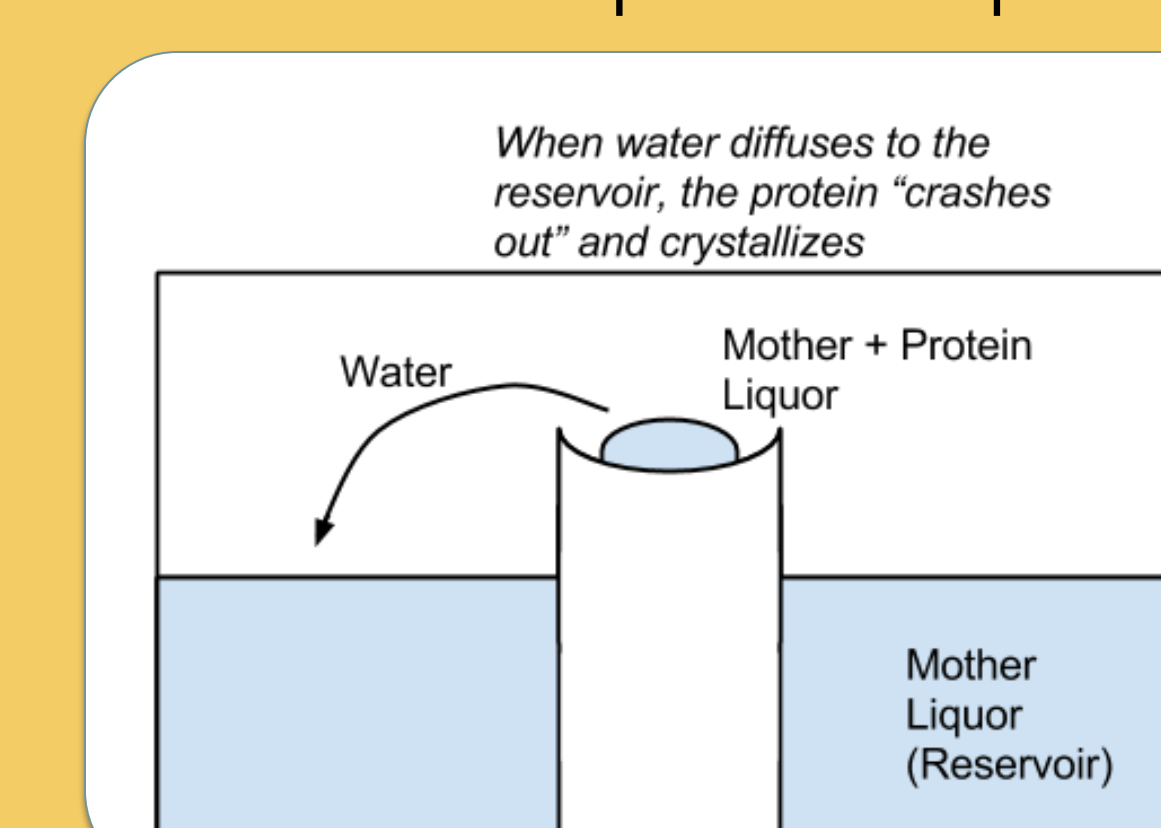 When water diffuses to the
reservoir, the protein “crashes
out” and crystallizes
Water
Mother + Protein
Liquor
Mother
Liquor
(Reservoir)